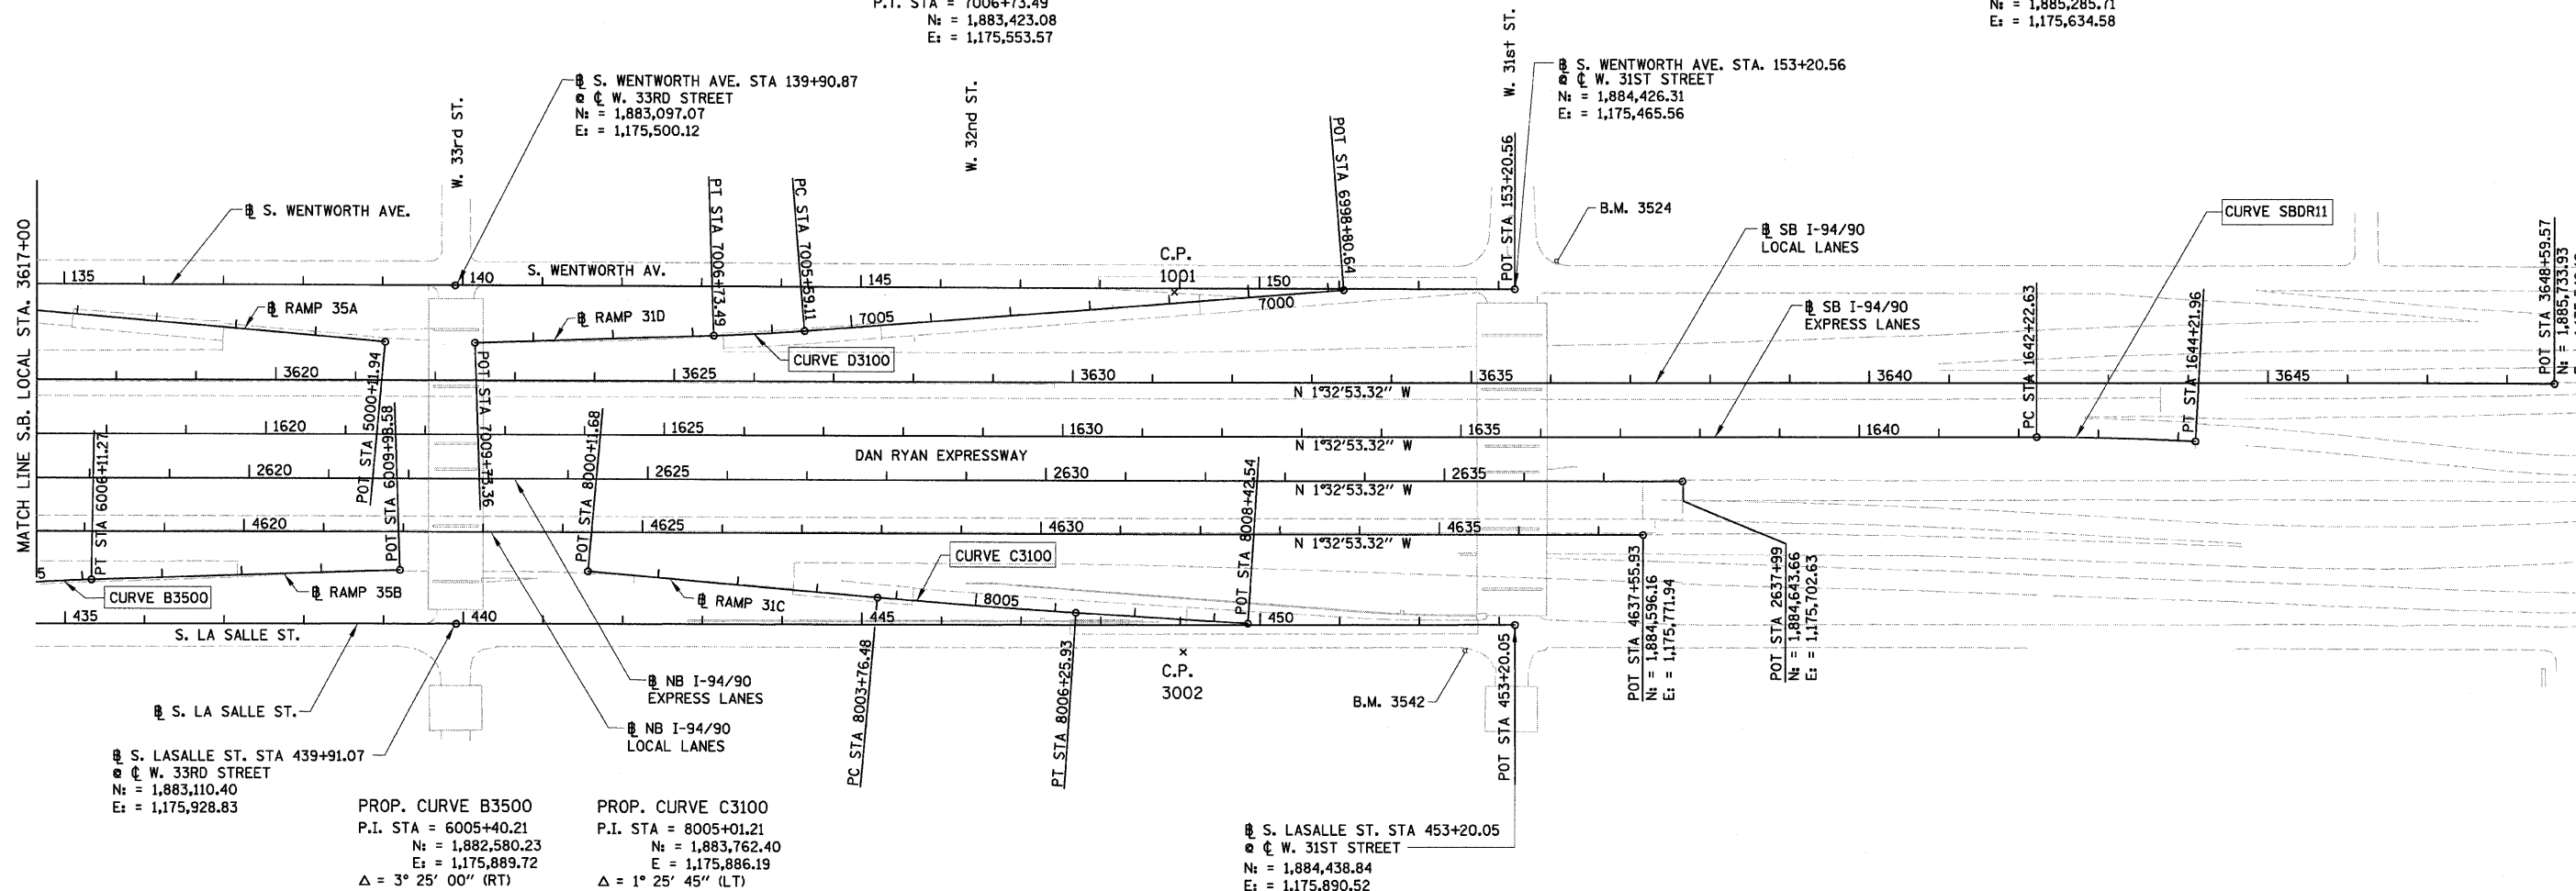 P.I. STA = 7006+73.49
N: = 1,883,423.08
E: = 1,175,553.57
N: = 1,885,285.71
E: = 1,175,634.58
℄ S. WENTWORTH AVE. STA 139+90.87
@ ℄ W. 33RD STREET
N: = 1,883,097.07
E: = 1,175,500.12
W. 33rd ST.
W. 32nd ST.
W. 31st ST.
℄ S. WENTWORTH AVE. STA. 153+20.56
@ ℄ W. 31ST STREET
N: = 1,884,426.31
E: = 1,175,465.56
MATCH LINE S.B. LOCAL STA. 3617+00
℄ S. WENTWORTH AVE.
PT STA 7006+73.49
PC STA 7005+59.11
POT STA 6998+80.64
POT STA 153+20.56
B.M. 3524
℄ SB I-94/90
LOCAL LANES
CURVE SBDR11
POT STA 3648+59.57
N: = 1,885,733.93
135
140
S. WENTWORTH AV.
145
C.P.
1001
150
7000
℄ RAMP 35A
℄ RAMP 31D
7005
CURVE D3100
℄ SB I-94/90
EXPRESS LANES
PC STA 1642+22.63
PT STA 1644+21.96
3620
3625
3630
3635
3640
3645
N 1°32'53.32" W
POT STA 5000+11.94
POT STA 7009+73.36
1620
1625
1630
1635
1640
N 1°32'53.32" W
DAN RYAN EXPRESSWAY
2620
2625
2630
2635
N 1°32'53.32" W
PT STA 6006+11.27
POT STA 6009+98.58
POT STA 8000+11.68
POT STA 8008+42.54
4620
4625
4630
4635
N 1°32'53.32" W
5
CURVE B3500
℄ RAMP 35B
℄ RAMP 31C
CURVE C3100
8005
435
440
445
450
S. LA SALLE ST.
PC STA 8003+76.48
PT STA 8006+25.93
C.P.
3002
B.M. 3542
POT STA 453+20.05
POT STA 4637+55.93
N: = 1,884,596.16
E: = 1,175,771.94
POT STA 2637+99
N: = 1,884,643.66
E: = 1,175,702.63
℄ NB I-94/90
EXPRESS LANES
℄ NB I-94/90
LOCAL LANES
℄ S. LA SALLE ST.
℄ S. LASALLE ST. STA 439+91.07
@ ℄ W. 33RD STREET
N: = 1,883,110.40
E: = 1,175,928.83
PROP. CURVE B3500
P.I. STA = 6005+40.21
N: = 1,882,580.23
E: = 1,175,889.72
Δ = 3° 25' 00" (RT)
PROP. CURVE C3100
P.I. STA = 8005+01.21
N: = 1,883,762.40
E = 1,175,886.19
Δ = 1° 25' 45" (LT)
℄ S. LASALLE ST. STA 453+20.05
@ ℄ W. 31ST STREET
N: = 1,884,438.84
E: = 1,175,890.52